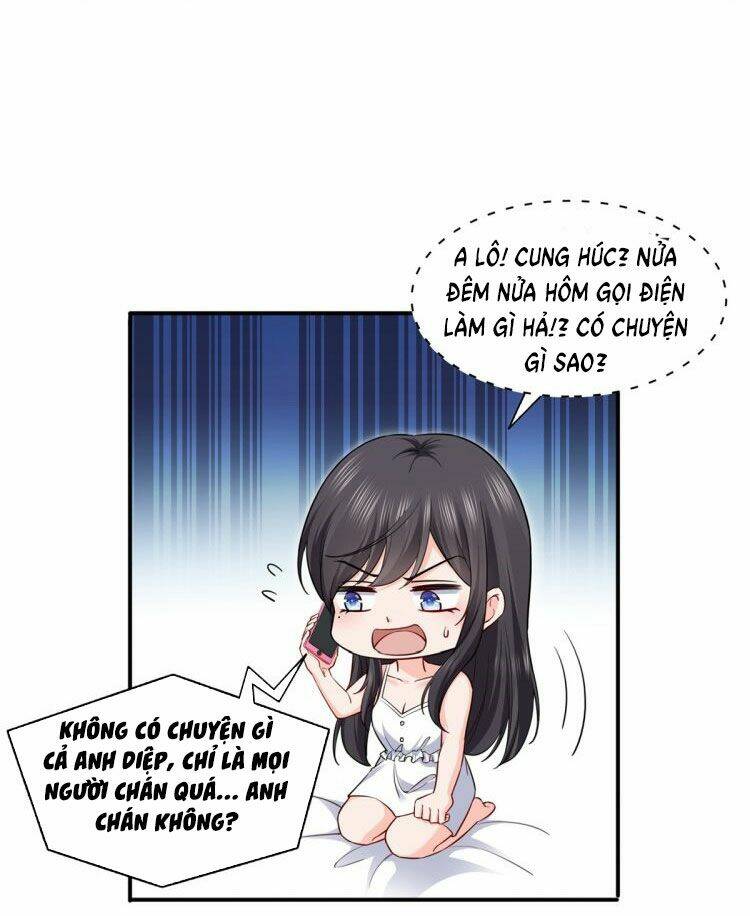 A LÔ! CUNG HÚC? NỬA
ĐÊM NỬA HÔM GỌI ĐIỆN
LÀM GÌ HẢ!? CÓ CHUYỆN
GÌ SAO?
KHÔNG CÓ CHUYỆN GÌ
CẢ ANH DIỆP, CHỈ LÀ MỌI
NGƯỜI CHÁN QUÁ... ANH
CHÁN KHÔNG?